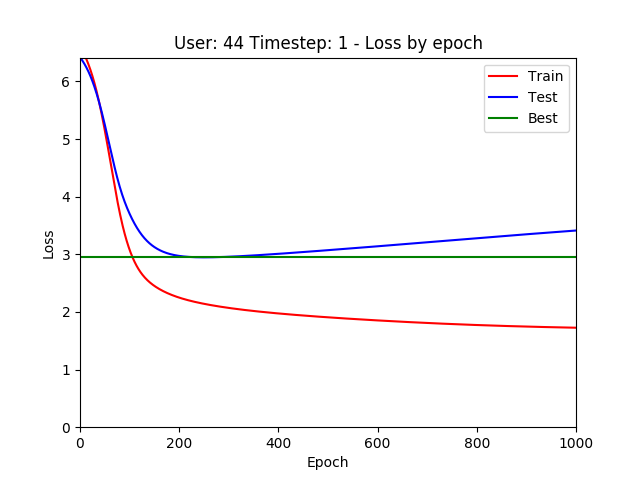 User: 44 Timestep: 1 - Loss by epoch
Train
Test
Best
6
5
4
3
2
1
0
Loss
0 200 400 600 800 1000
Epoch